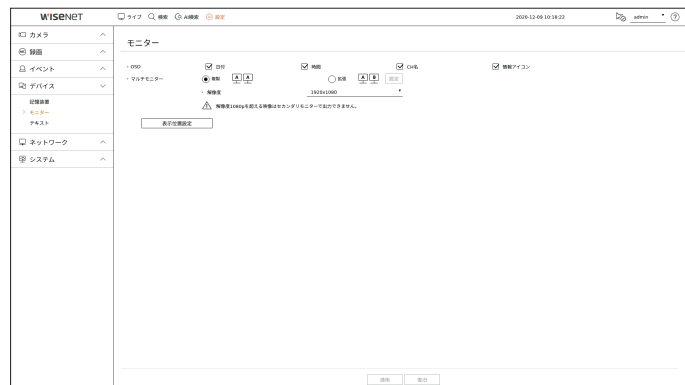 WISENET ライブ 検索 AI検索 設定 2020-12-09 10:18:22 admin
カメラ
録画
イベント
デバイス
記憶装置
モニター
テキスト
ネットワーク
システム
モニター
OSD 日付 時間 CH名 情報アイコン
マルチモニター 複製 A A 拡張 A B 設定
解像度 1920x1080
解像度1080pを超える映像はセカンダリモニターで出力できません。
表示位置設定
適用 復旧